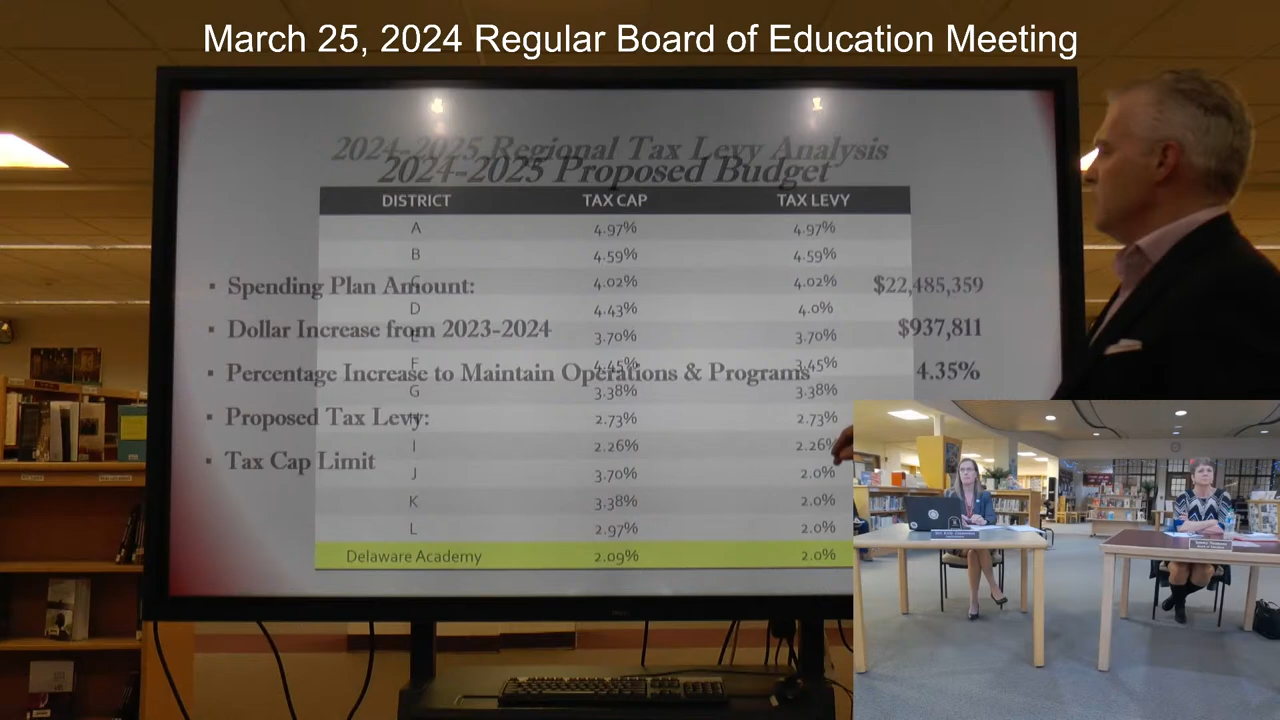 March 25, 2024 Regular Board of Education Meeting
2024-2025 Regional Tax Levy Analysis
2024-2025 Proposed Budget
DISTRICT TAX CAP TAX LEVY
A 4.97% 4.97%
B 4.59% 4.59%
C 4.02% 4.02%
Spending Plan Amount: $22,485,359
D 4.43% 4.0%
Dollar Increase from 2023-2024 $937,811
E 3.70% 3.70%
F 4.45% 3.45%
Percentage Increase to Maintain Operations & Programs 4.35%
G 3.38% 3.38%
H 2.73% 2.73%
Proposed Tax Levy:
I 2.26% 2.26%
Tax Cap Limit
J 3.70% 2.0%
K 3.38% 2.0%
L 2.97% 2.0%
Delaware Academy 2.09% 2.0%